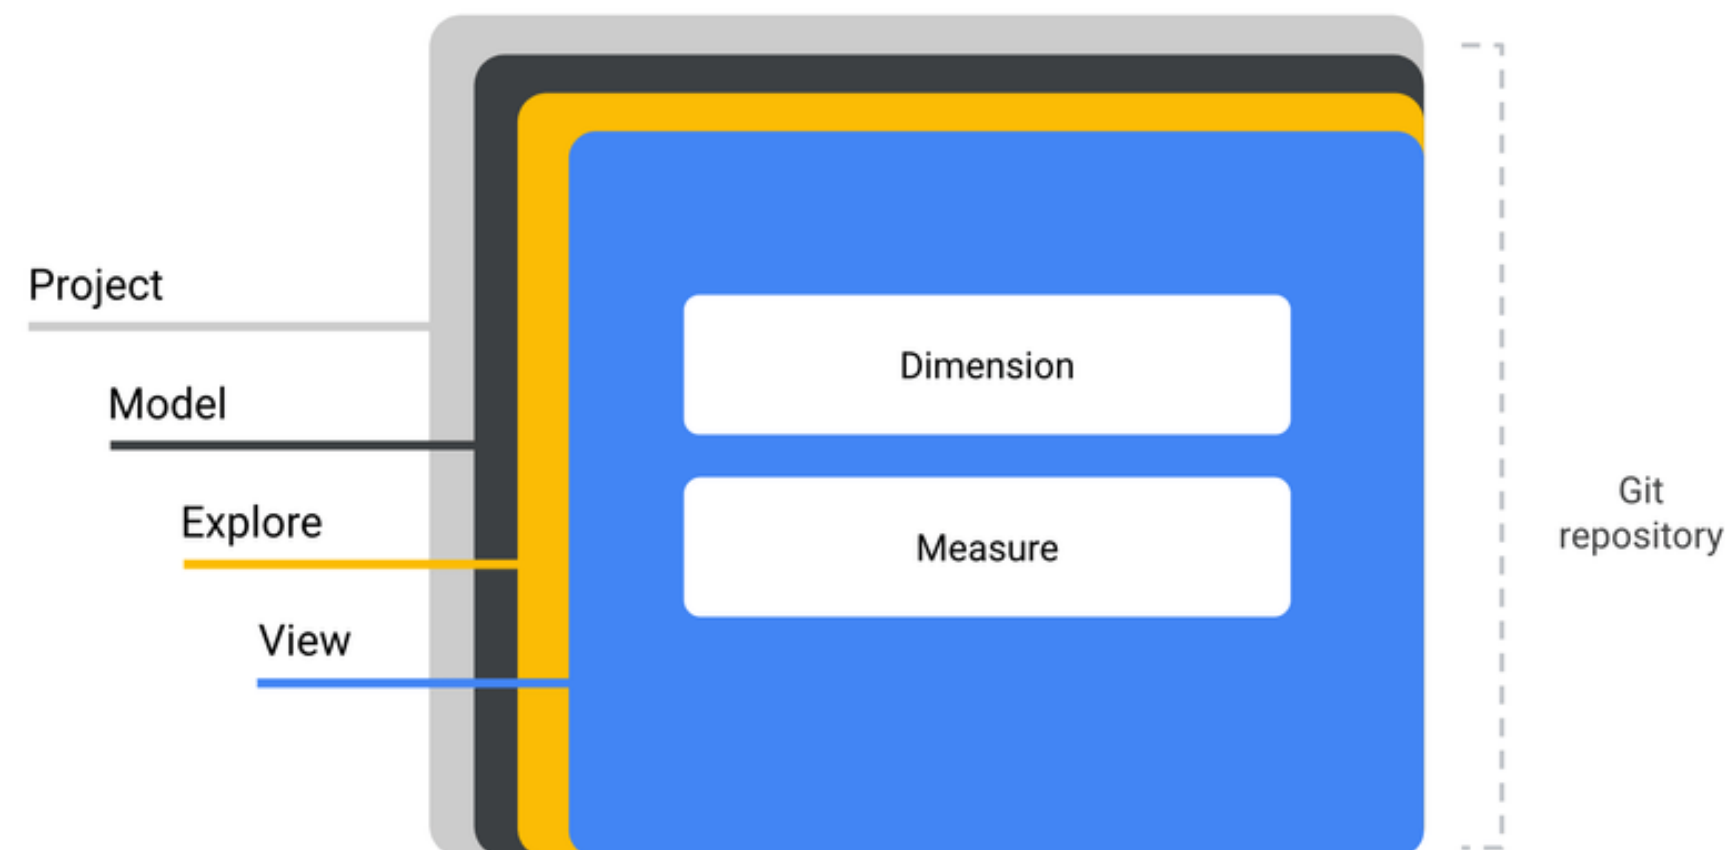 Project
Model
Explore
View
Dimension
Measure
Git
repository